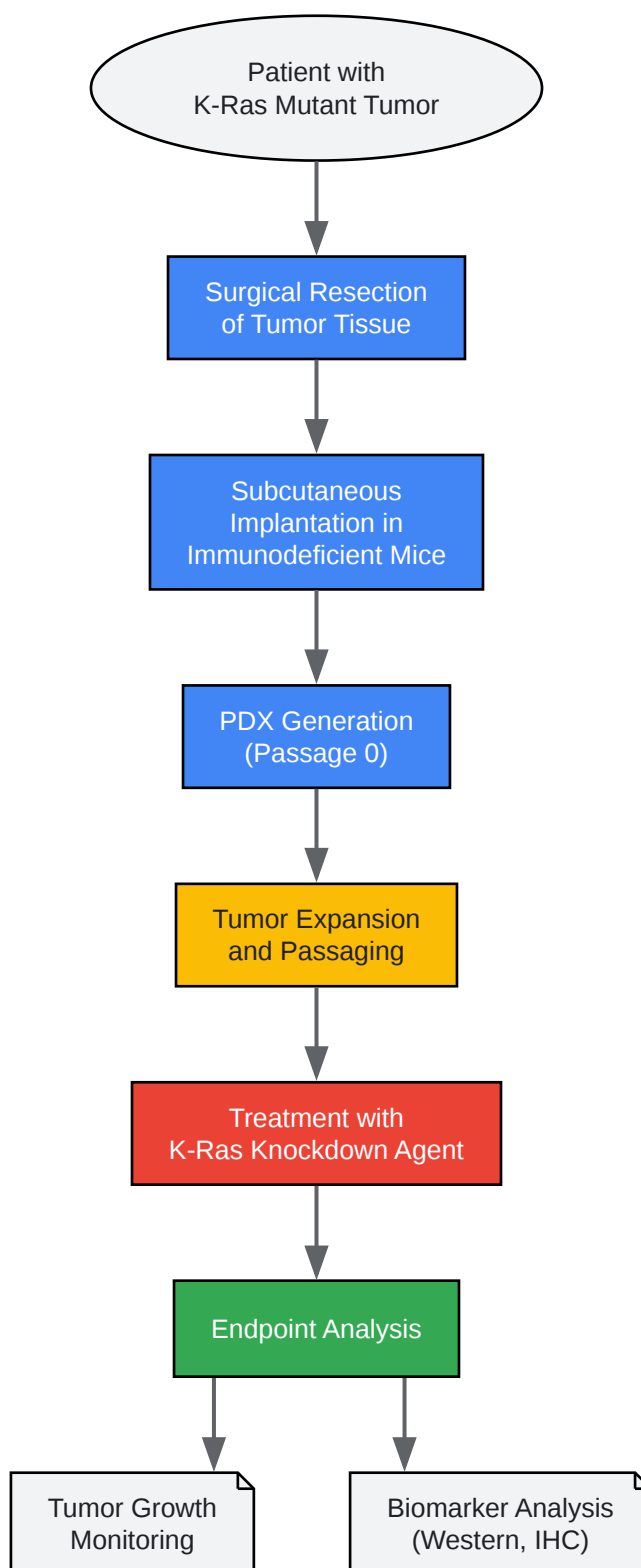 Patient with
K-Ras Mutant Tumor
Surgical Resection
of Tumor Tissue
Subcutaneous
Implantation in
Immunodeficient Mice
PDX Generation
(Passage 0)
Tumor Expansion
and Passaging
Treatment with
K-Ras Knockdown Agent
Endpoint Analysis
Tumor Growth
Monitoring
Biomarker Analysis
(Western, IHC)